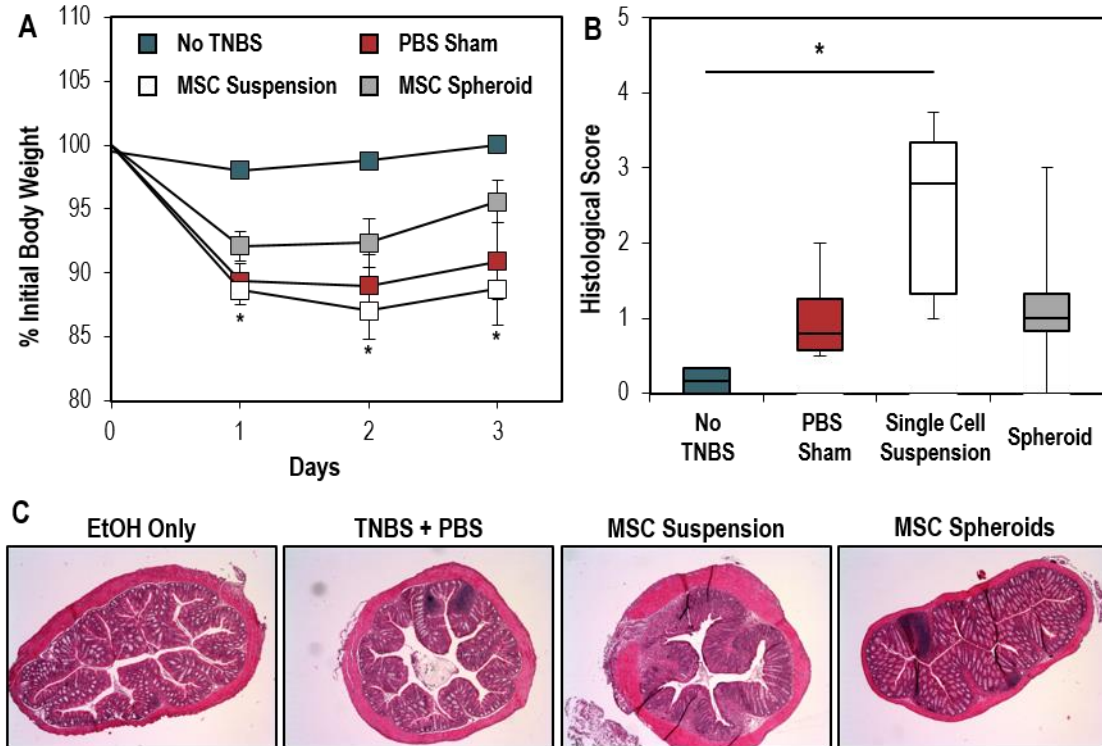 A
No TNBS
PBS Sham
MSC Suspension
MSC Spheroid
110
105
100
95
90
85
80
% Initial Body Weight
*
*
*
0
1
2
3
Days
B
5
4
3
2
1
0
Histological Score
*
No
TNBS
PBS
Sham
Single Cell
Suspension
Spheroid
C
EtOH Only
TNBS + PBS
MSC Suspension
MSC Spheroids